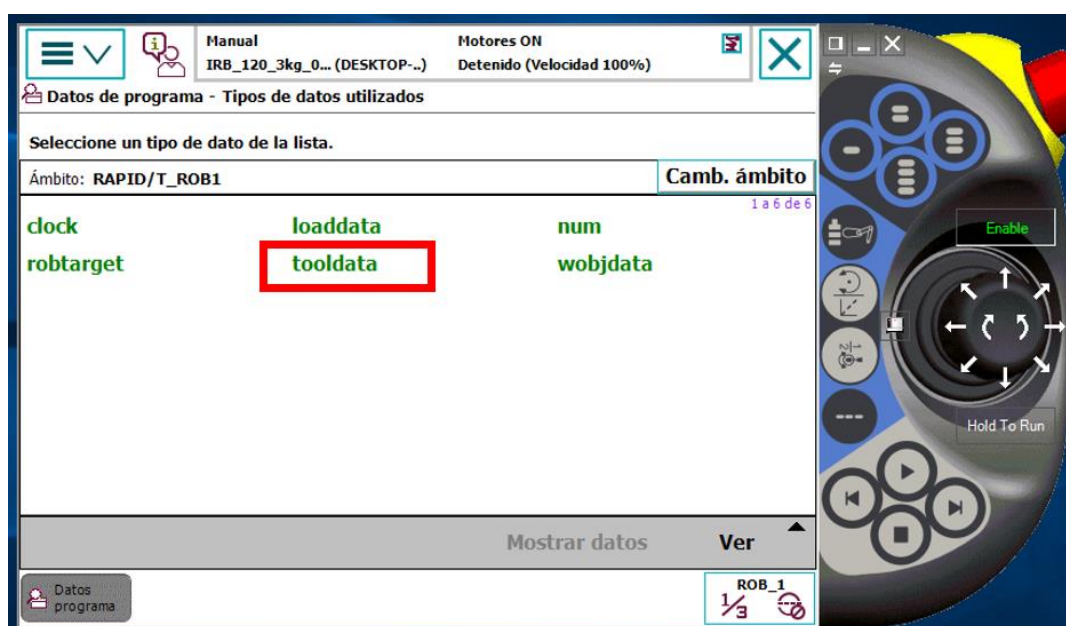 Manual
Motores ON
IRB_120_3kg_0... (DESKTOP-..)
Detenido (Velocidad 100%)
Datos de programa - Tipos de datos utilizados
Seleccione un tipo de dato de la lista.
Ámbito: RAPID/T_ROB1
Camb. ámbito
1 a 6 de 6
clock
loaddata
num
robtarget
tooldata
wobjdata
Enable
Hold To Run
Mostrar datos
Ver
Datos
programa
ROB_1
1/3